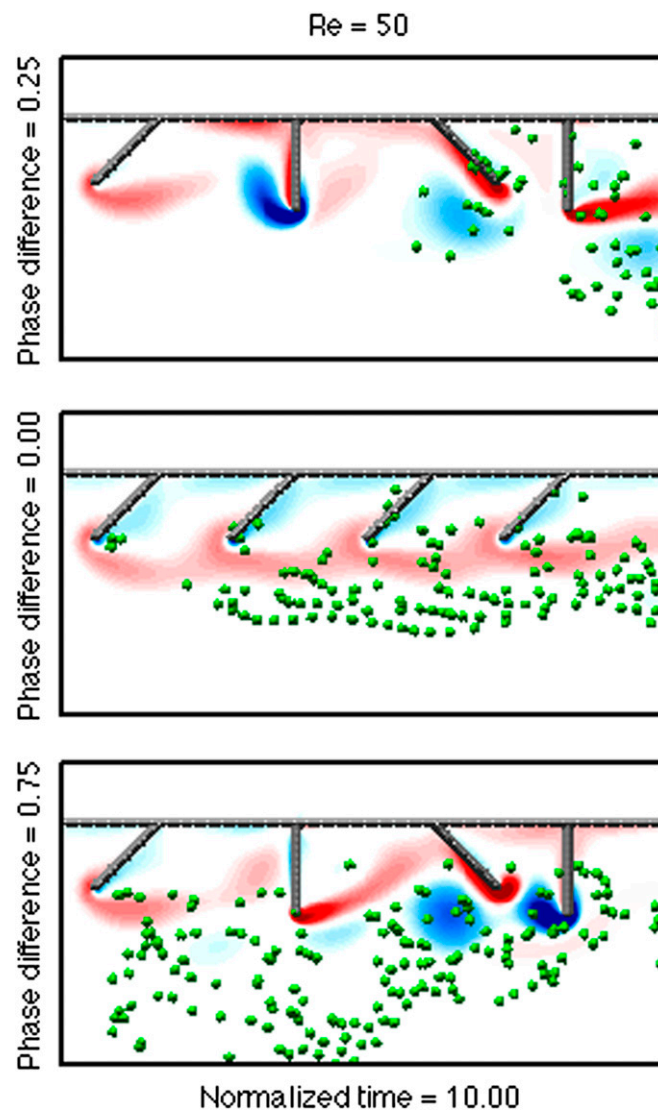 Re = 50
Phase difference = 0.25
Phase difference = 0.00
Phase difference = 0.75
Normalized time = 10.00